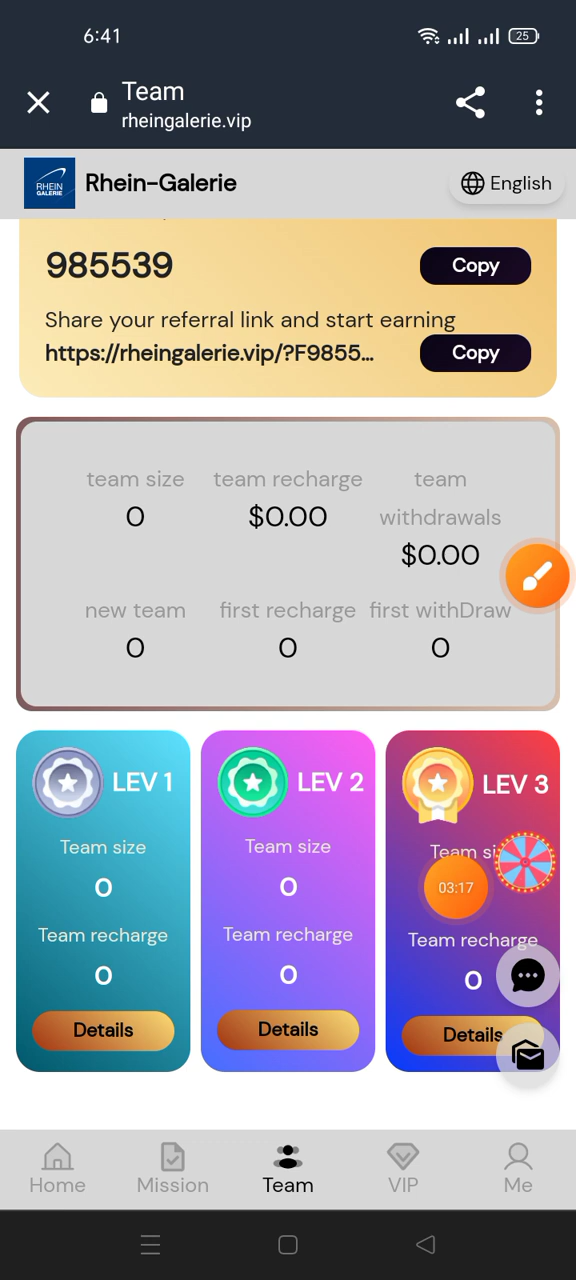 6:41
25
Team
rheingalerie.vip
RHEIN
GALERIE
Rhein-Galerie
English
985539
Copy
Share your referral link and start earning
https://rheingalerie.vip/?F9855...
Copy
team size
team recharge
team
withdrawals
0
$0.00
$0.00
new team
first recharge
first withDraw
0
0
0
LEV 1
LEV 2
LEV 3
Team size
Team size
Team si
0
0
03:17
Team recharge
Team recharge
Team recharge
0
0
0
Details
Details
Details
Home
Mission
Team
VIP
Me